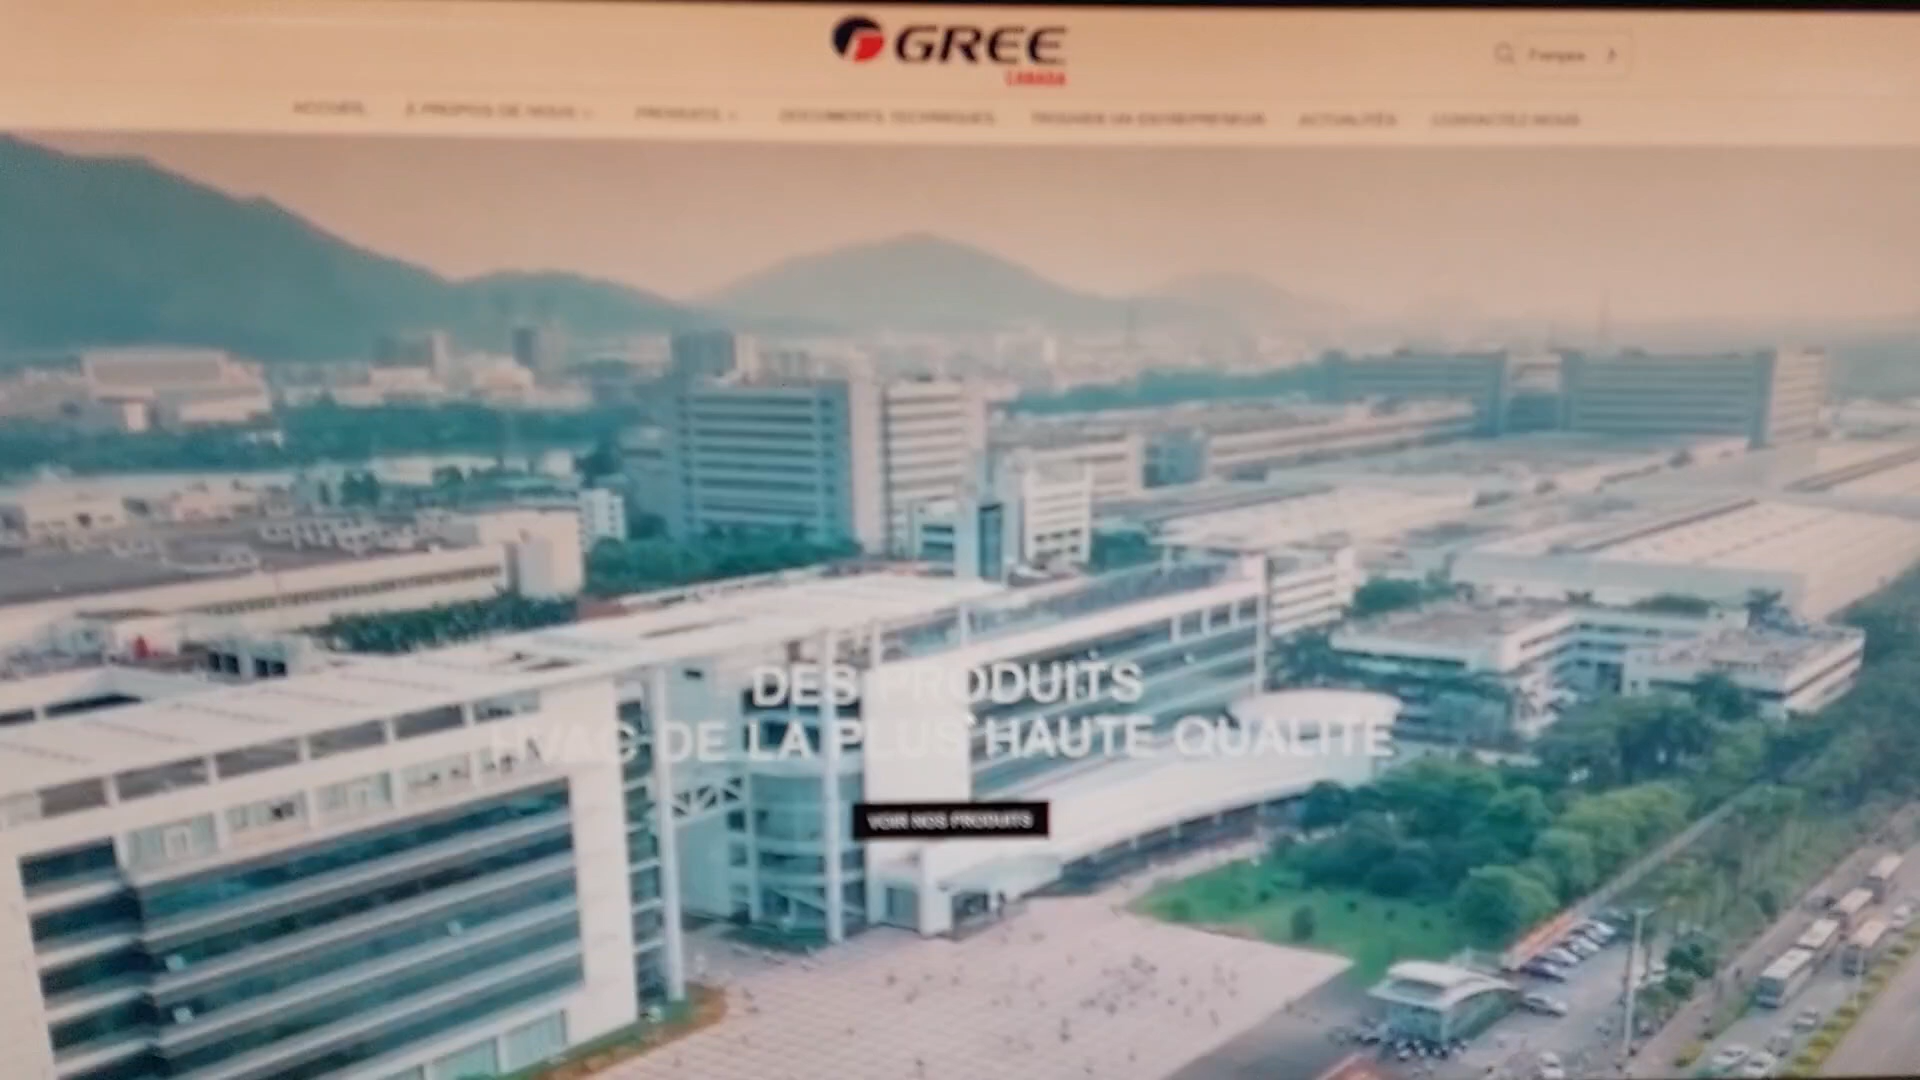 GREE
CANADA
Français
ACCUEIL À PROPOS DE NOUS PRODUITS DOCUMENTS TECHNIQUES TROUVER UN ENTREPRENEUR ACTUALITÉS CONTACTEZ-NOUS
DES PRODUITS
HVAC DE LA PLUS HAUTE QUALITÉ
VOIR NOS PRODUITS